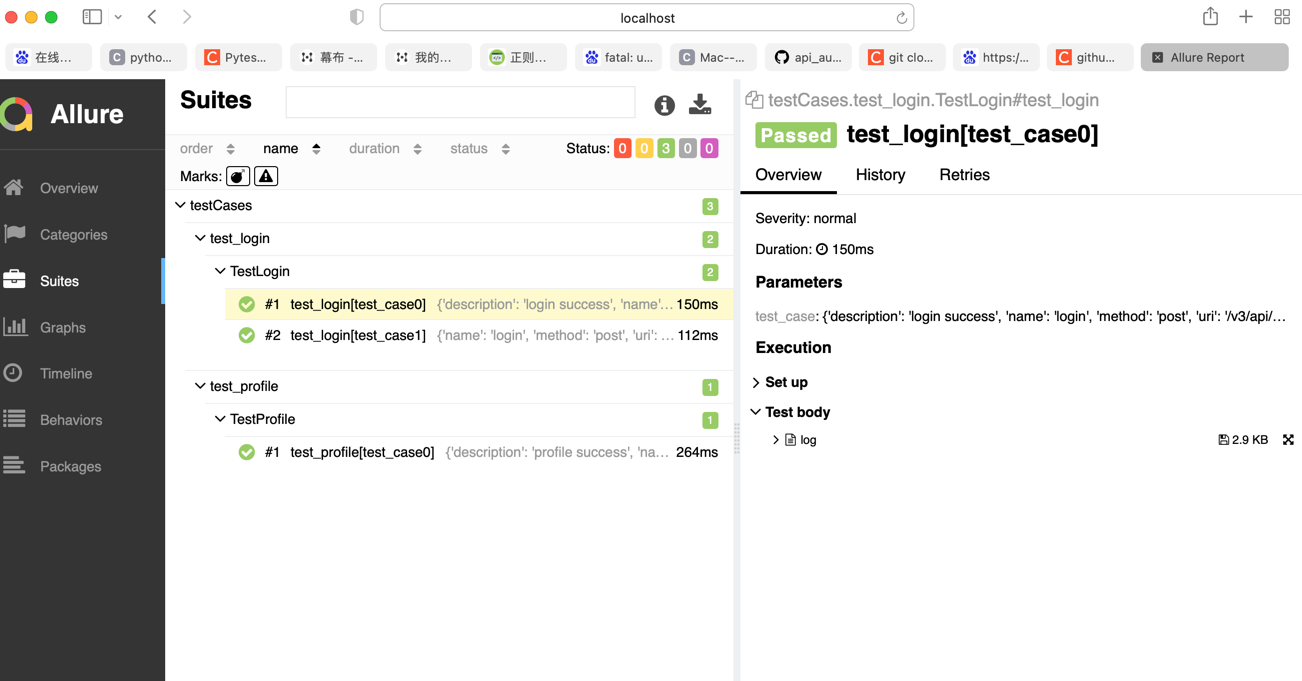 localhost
在线...
C pytho...
C Pytes...
幕布 -...
我的...
正则...
fatal: u...
C Mac--...
api_au...
C git clo...
https:/...
C githu...
Allure Report
Allure
Overview
Categories
Suites
Graphs
Timeline
Behaviors
Packages
Suites
order name duration status Status: 0 0 3 0 0
Marks:
testCases 3
test_login 2
TestLogin 2
#1 test_login[test_case0] {'description': 'login success', 'name'... 150ms
#2 test_login[test_case1] {'name': 'login', 'method': 'post', 'uri': ... 112ms
test_profile 1
TestProfile 1
#1 test_profile[test_case0] {'description': 'profile success', 'na... 264ms
testCases.test_login.TestLogin#test_login
Passed test_login[test_case0]
Overview History Retries
Severity: normal
Duration: 150ms
Parameters
test_case: {'description': 'login success', 'name': 'login', 'method': 'post', 'uri': '/v3/api/...
Execution
Set up
Test body
log 2.9 KB